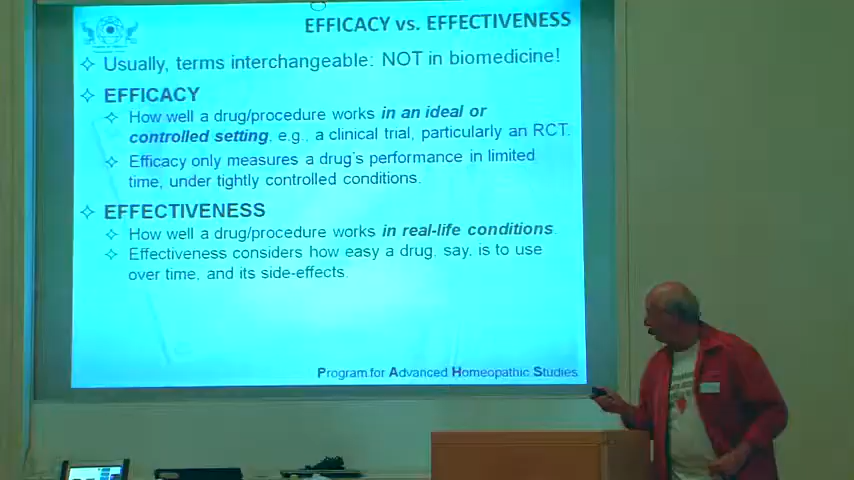 EFFICACY vs. EFFECTIVENESS
Usually, terms interchangeable: NOT in biomedicine!
EFFICACY
How well a drug/procedure works in an ideal or
controlled setting, e.g., a clinical trial, particularly an RCT.
Efficacy only measures a drug's performance in limited
time, under tightly controlled conditions.
EFFECTIVENESS
How well a drug/procedure works in real-life conditions.
Effectiveness considers how easy a drug, say, is to use
over time, and its side-effects.
Program for Advanced Homeopathic Studies